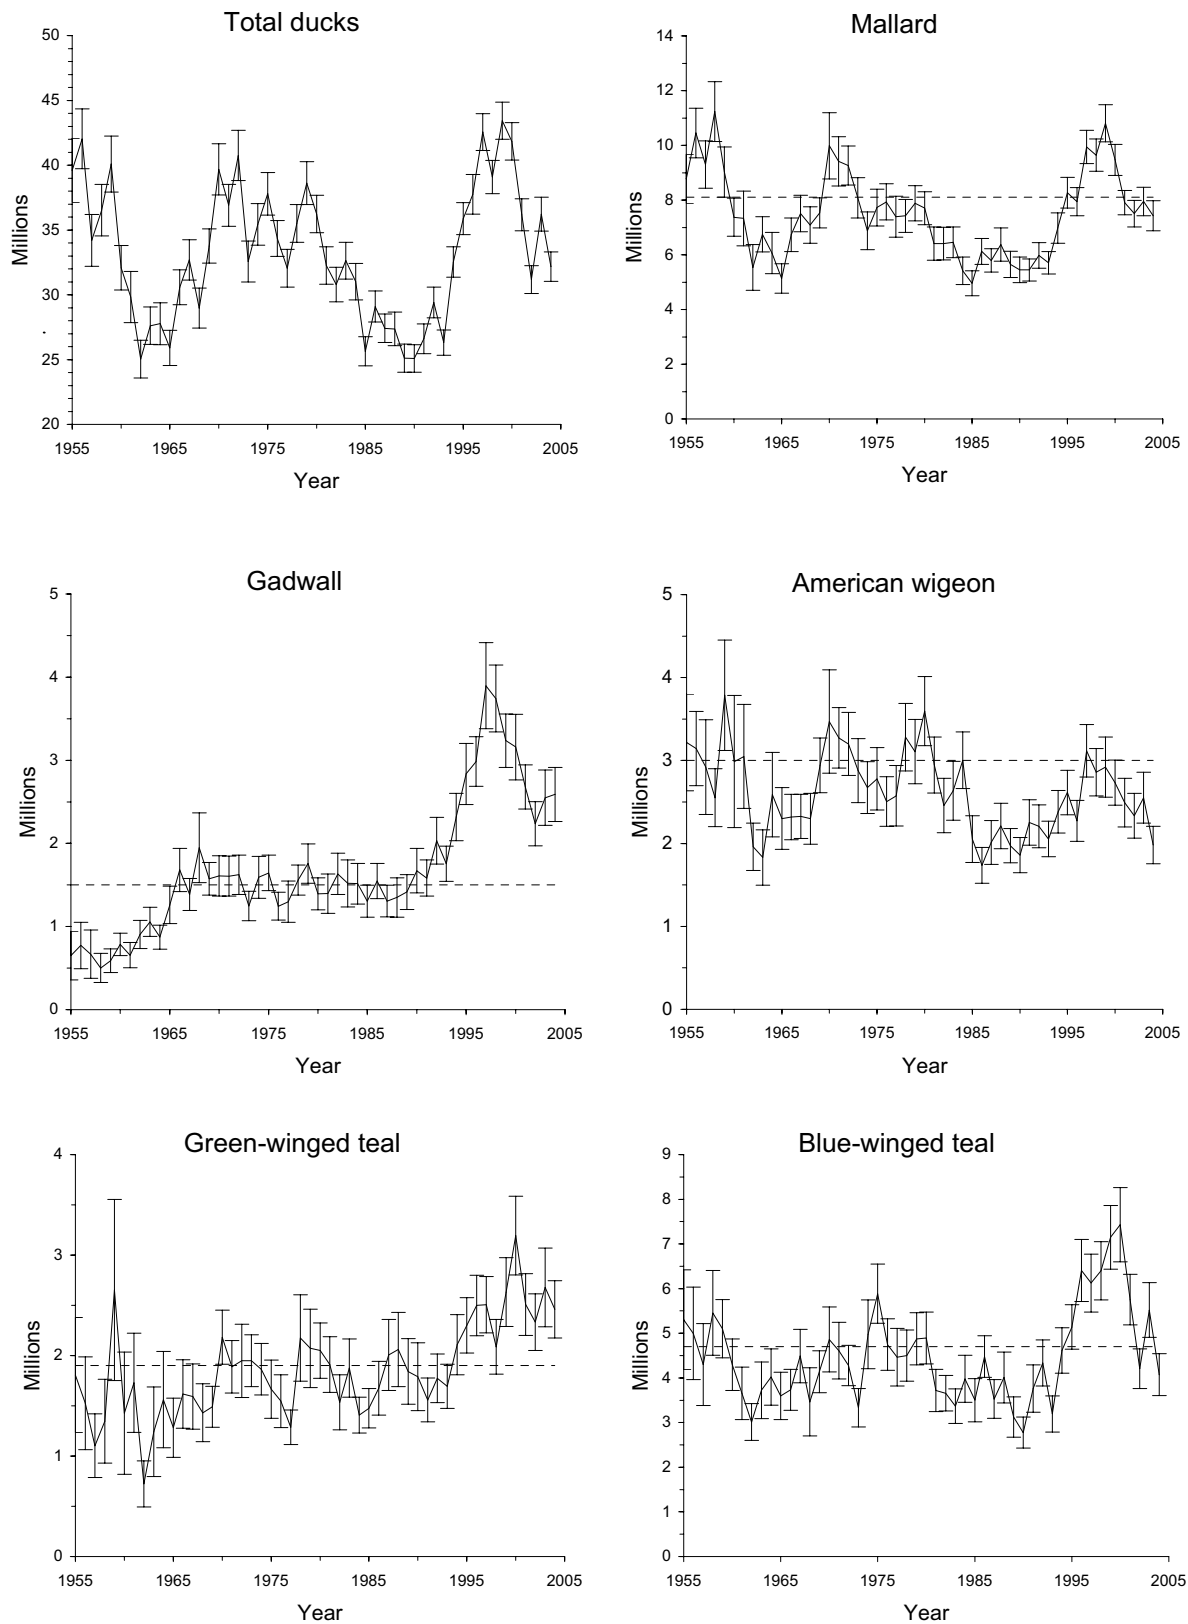 Total ducks
50
45
40
35
30
25
20
Millions
1955 1965 1975 1985 1995 2005
Year
Mallard
14
12
10
8
6
4
2
0
Millions
1955 1965 1975 1985 1995 2005
Year
Gadwall
5
4
3
2
1
0
Millions
1955 1965 1975 1985 1995 2005
Year
American wigeon
5
4
3
2
1
0
Millions
1955 1965 1975 1985 1995 2005
Year
Green-winged teal
4
3
2
1
0
Millions
1955 1965 1975 1985 1995 2005
Year
Blue-winged teal
9
8
7
6
5
4
3
2
1
0
Millions
1955 1965 1975 1985 1995 2005
Year